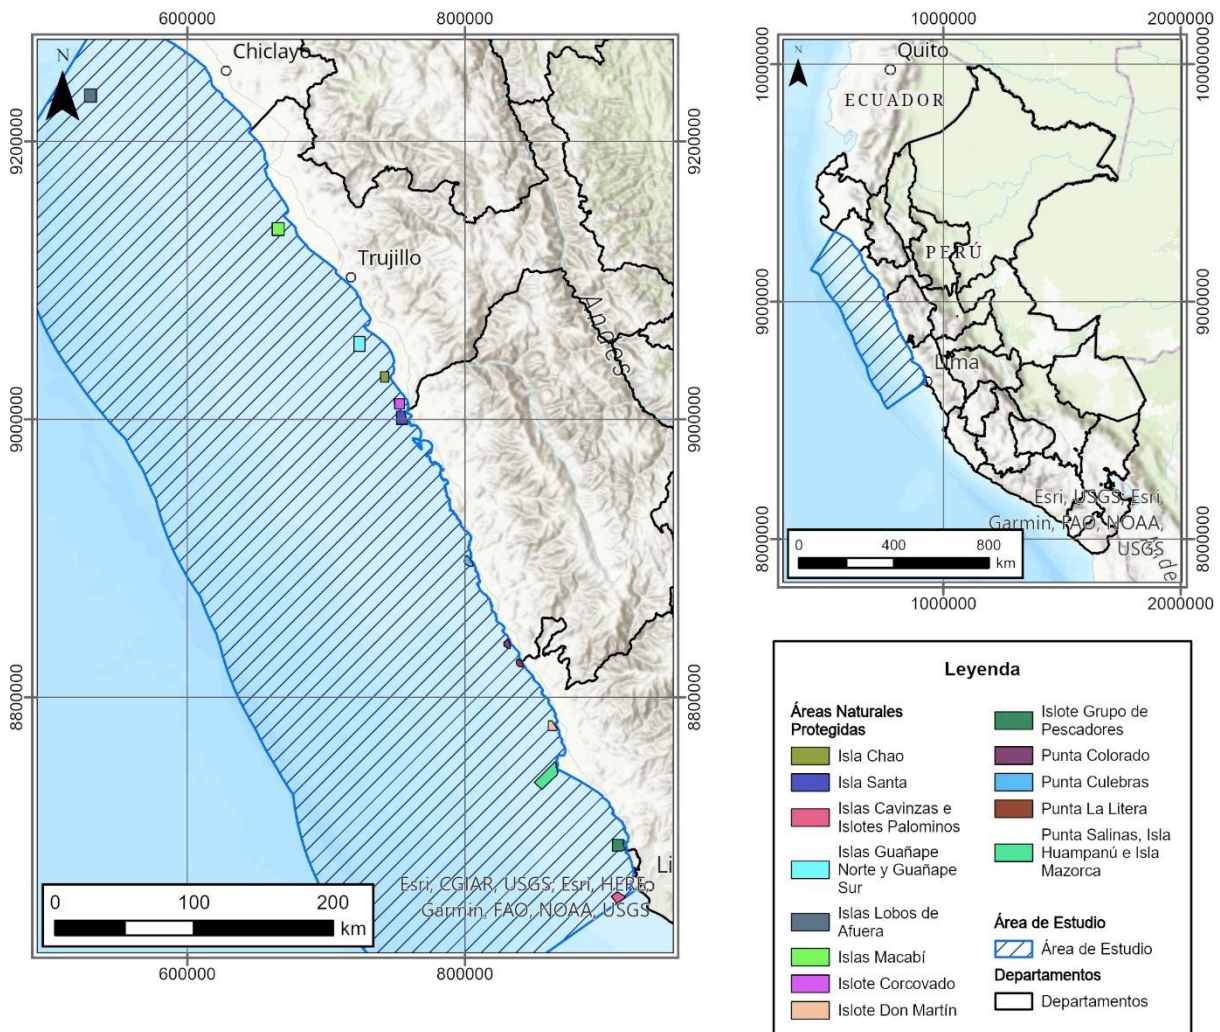 600000
800000
N
Chiclayo
Trujillo
Andes
9200000
9000000
8800000
9200000
9000000
8800000
0 100 200
km
Li
Esri, CGIAR, USGS, Esri, HERE,
Garmin, FAO, NOAA, USGS
600000
800000
1000000
2000000
N
Quito
ECUADOR
PERÚ
Lima
10000000
9000000
8000000
10000000
9000000
8000000
Esri, USGS, Esri,
Garmin, FAO, NOAA,
USGS
nde
0 400 800
km
1000000
2000000
Leyenda
Áreas Naturales
Protegidas
Isla Chao
Isla Santa
Islas Cavinzas e
Islotes Palominos
Islas Guañape
Norte y Guañape
Sur
Islas Lobos de
Afuera
Islas Macabí
Islote Corcovado
Islote Don Martín
Islote Grupo de
Pescadores
Punta Colorado
Punta Culebras
Punta La Litera
Punta Salinas, Isla
Huampanú e Isla
Mazorca
Área de Estudio
Área de Estudio
Departamentos
Departamentos